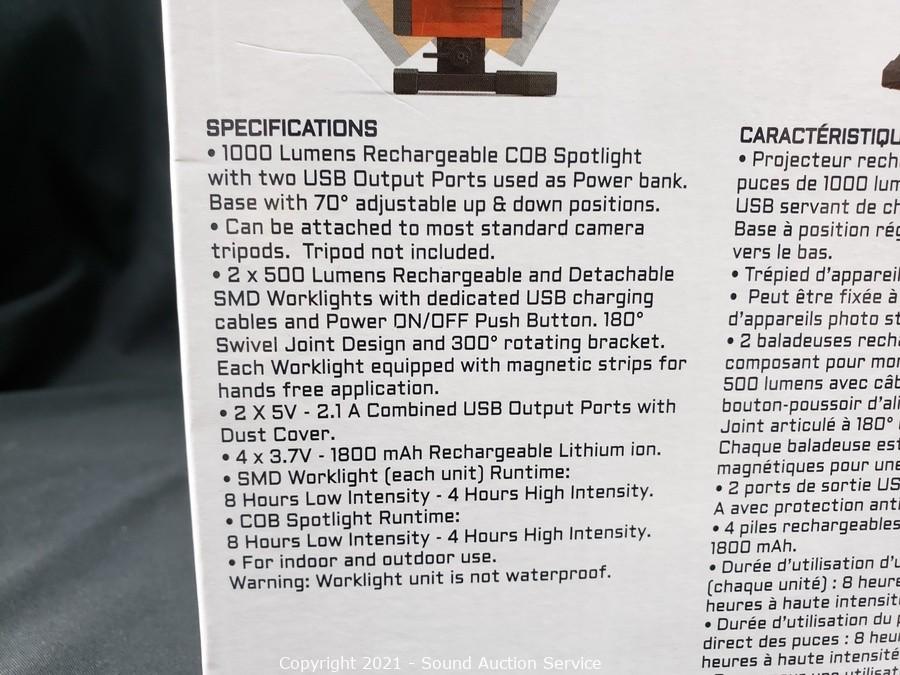 SPECIFICATIONS
• 1000 Lumens Rechargeable COB Spotlight
with two USB Output Ports used as Power bank.
Base with 70° adjustable up & down positions.
• Can be attached to most standard camera
tripods. Tripod not included.
• 2 x 500 Lumens Rechargeable and Detachable
SMD Worklights with dedicated USB charging
cables and Power ON/OFF Push Button. 180°
Swivel Joint Design and 300° rotating bracket.
Each Worklight equipped with magnetic strips for
hands free application.
• 2 X 5V - 2.1 A Combined USB Output Ports with
Dust Cover.
• 4 x 3.7V - 1800 mAh Rechargeable Lithium ion.
• SMD Worklight (each unit) Runtime:
8 Hours Low Intensity - 4 Hours High Intensity.
• COB Spotlight Runtime:
8 Hours Low Intensity - 4 Hours High Intensity.
• For indoor and outdoor use.
Warning: Worklight unit is not waterproof.
CARACTÉRISTIQU
• Projecteur rech
puces de 1000 lum
USB servant de ch
Base à position rég
vers le bas.
• Trépied d'appareil
• Peut être fixée à
d'appareils photo st
• 2 baladeuses recha
composant pour mon
500 lumens avec câb
bouton-poussoir d'ali
Joint articulé à 180°
Chaque baladeuse est
magnétiques pour une
• 2 ports de sortie US
A avec protection anti
• 4 piles rechargeables
1800 mAh.
• Durée d'utilisation d'u
(chaque unité) : 8 heure
heures à haute intensité
• Durée d'utilisation du p
direct des puces : 8 heu
heures à haute intensité
Copyright 2021 - Sound Auction Service